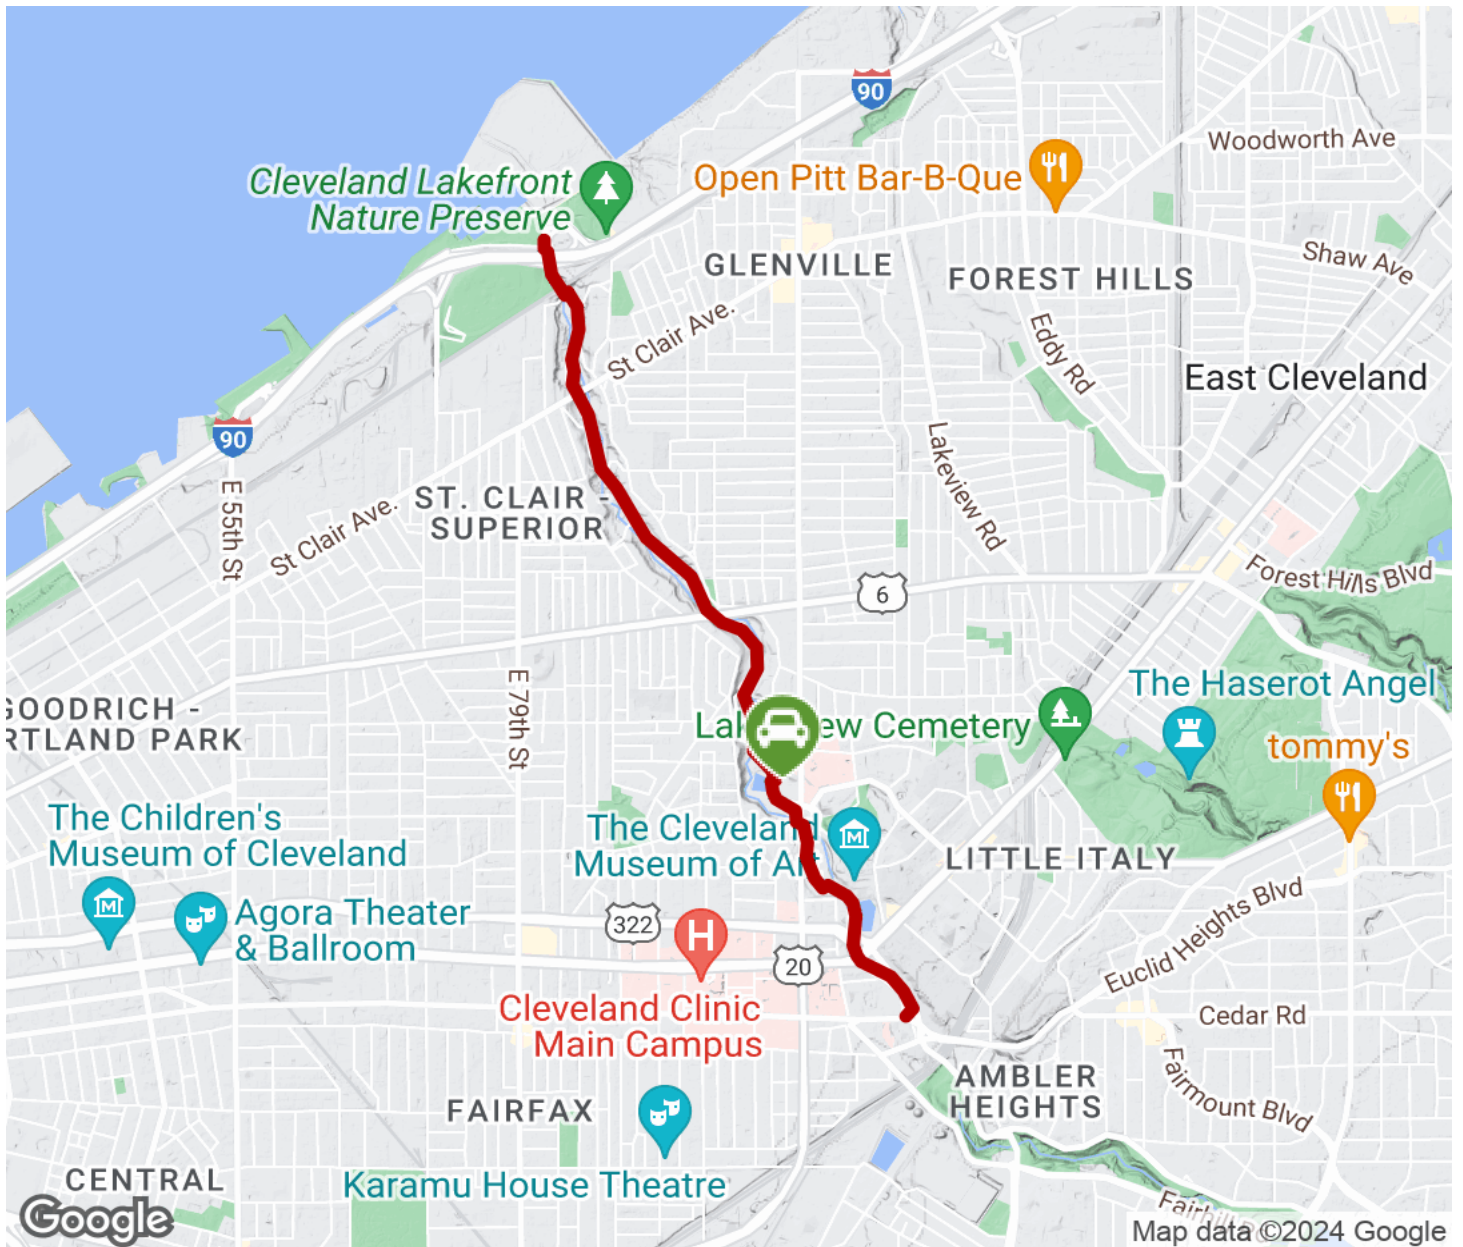 90
Woodworth Ave
Cleveland Lakefront
Nature Preserve
Open Pitt Bar-B-Que
GLENVILLE
FOREST HILLS
Shaw Ave
St Clair Ave.
Eddy Rd
East Cleveland
90
E 55th St
ST. CLAIR -
SUPERIOR
St Clair Ave.
Lakeview Rd
6
Forest Hills Blvd
E 79th St
The Haserot Angel
GOODRICH -
RTLAND PARK
Lak ew Cemetery
tommy's
The Children's
Museum of Cleveland
The Cleveland
Museum of Art
M
M
LITTLE ITALY
Agora Theater
& Ballroom
322
H
20
Euclid Heights Blvd
Cleveland Clinic
Main Campus
Cedar Rd
AMBLER
HEIGHTS
Fairmount Blvd
FAIRFAX
CENTRAL
Karamu House Theatre
Google
Map data ©2024 Google